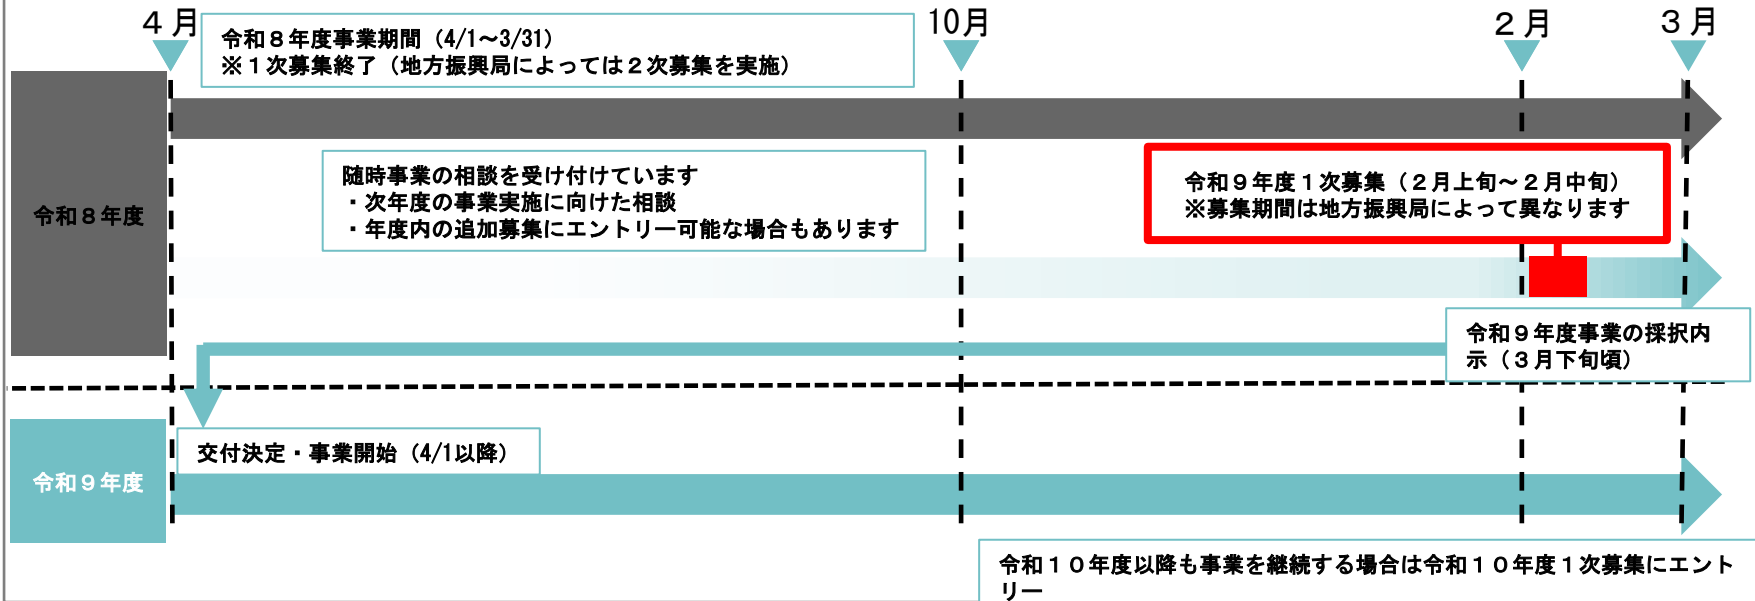 ４月
10月
２月
３月
令和８年度事業期間（4/1～3/31）
※１次募集終了（地方振興局によっては２次募集を実施）
令和８年度
随時事業の相談を受け付けています
・次年度の事業実施に向けた相談
・年度内の追加募集にエントリー可能な場合もあります
令和９年度１次募集（２月上旬～２月中旬）
※募集期間は地方振興局によって異なります
令和９年度事業の採択内
示（３月下旬頃）
令和９年度
交付決定・事業開始（4/1以降）
令和１０年度以降も事業を継続する場合は令和１０年度１次募集にエント
リー